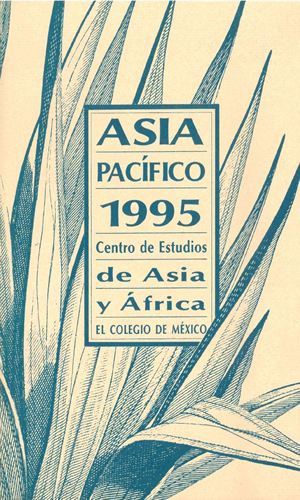 ASIA
PACÍFICO
1995
Centro de Estudios
de Asia
y África
EL COLEGIO DE MÉXICO